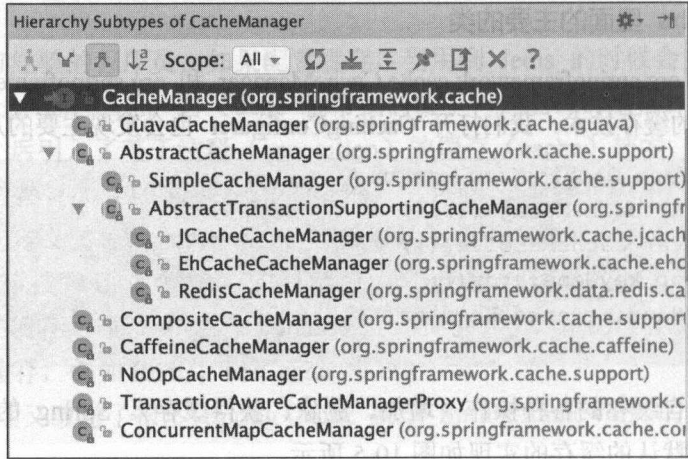 Hierarchy Subtypes of CacheManager
Scope: All
CacheManager (org.springframework.cache)
GuavaCacheManager (org.springframework.cache.guava)
AbstractCacheManager (org.springframework.cache.support)
SimpleCacheManager (org.springframework.cache.support)
AbstractTransactionSupportingCacheManager (org.springfr
JCacheCacheManager (org.springframework.cache.jcach
EhCacheCacheManager (org.springframework.cache.ehc
RedisCacheManager (org.springframework.data.redis.ca
CompositeCacheManager (org.springframework.cache.support
CaffeineCacheManager (org.springframework.cache.caffeine)
NoOpCacheManager (org.springframework.cache.support)
TransactionAwareCacheManagerProxy (org.springframework.c
ConcurrentMapCacheManager (org.springframework.cache.con